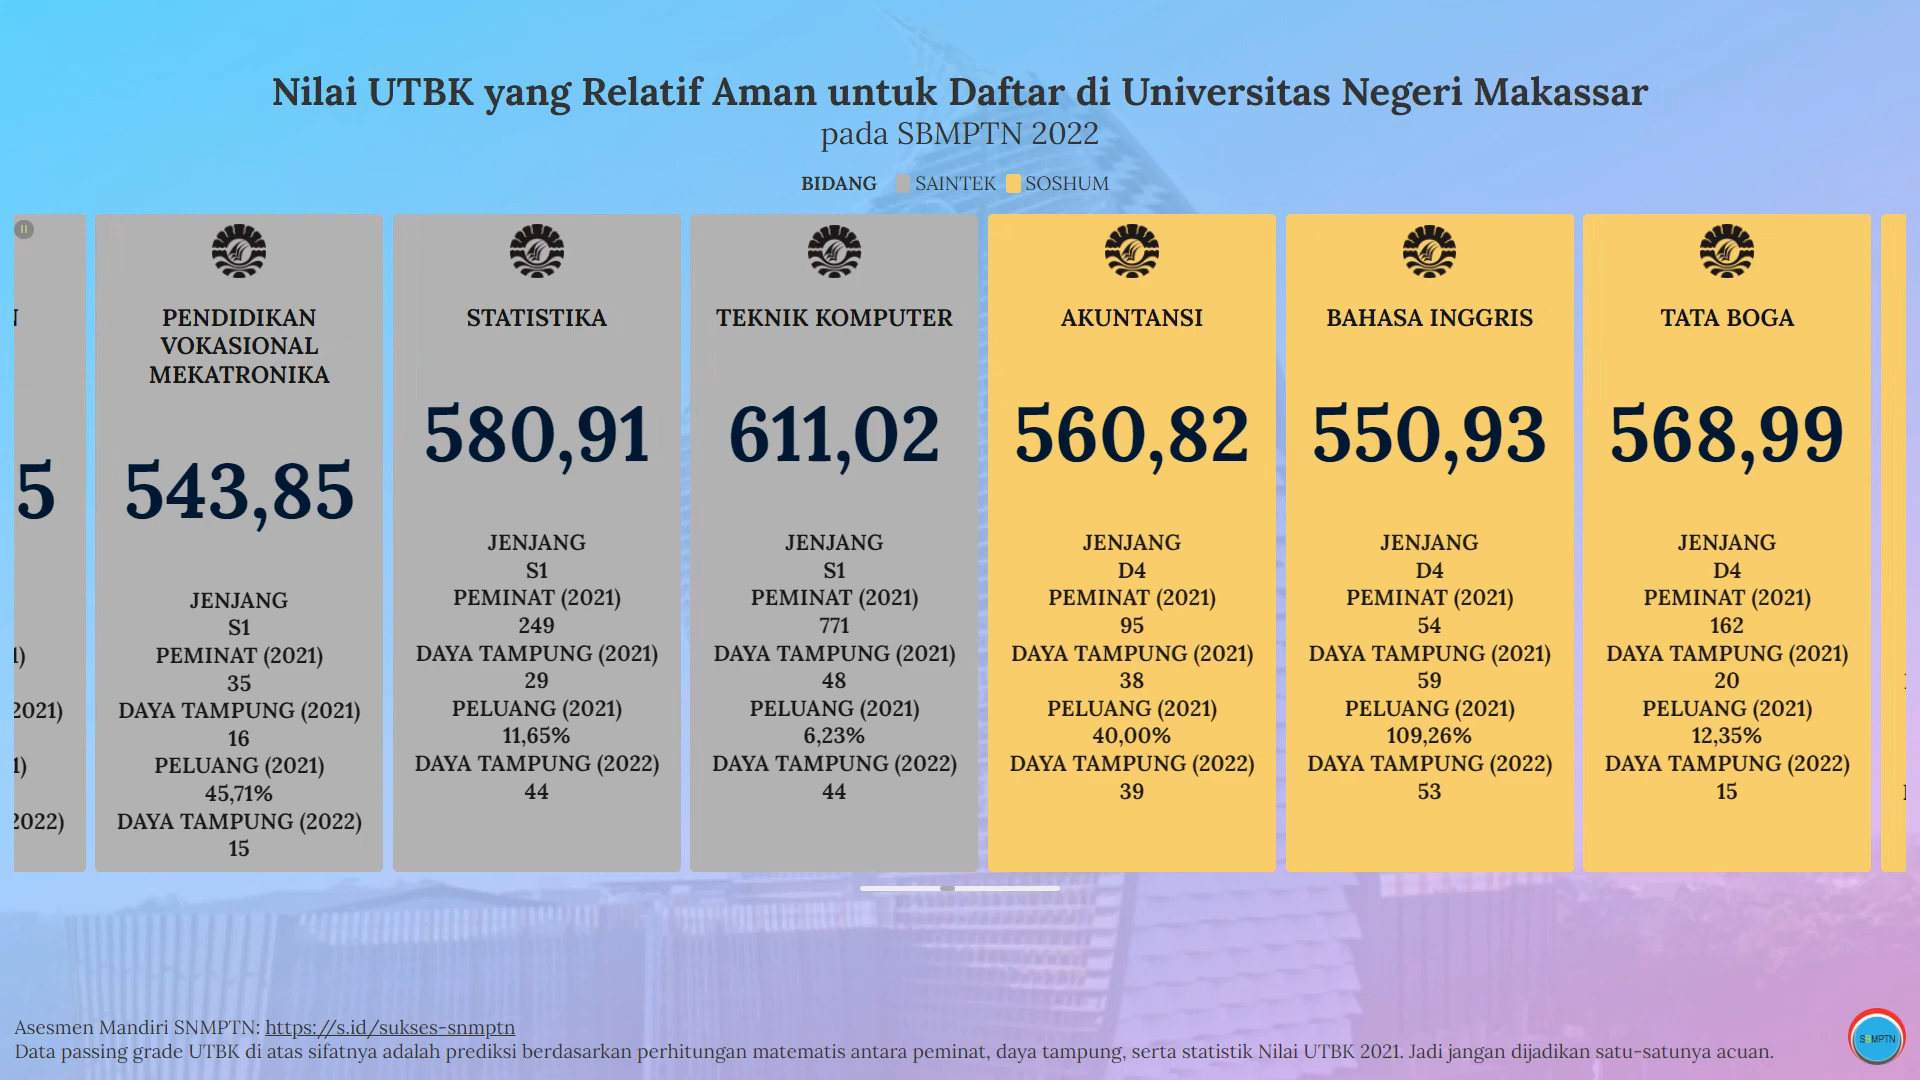 Nilai UTBK yang Relatif Aman untuk Daftar di Universitas Negeri Makassar
pada SBMPTN 2022
BIDANG SAINTEK SOSHUM
5
1)
2021)
1)
2022)
PENDIDIKAN
VOKASIONAL
MEKATRONIKA
543,85
JENJANG
S1
PEMINAT (2021)
35
DAYA TAMPUNG (2021)
16
PELUANG (2021)
45,71%
DAYA TAMPUNG (2022)
15
STATISTIKA
580,91
JENJANG
S1
PEMINAT (2021)
249
DAYA TAMPUNG (2021)
29
PELUANG (2021)
11,65%
DAYA TAMPUNG (2022)
44
TEKNIK KOMPUTER
611,02
JENJANG
S1
PEMINAT (2021)
771
DAYA TAMPUNG (2021)
48
PELUANG (2021)
6,23%
DAYA TAMPUNG (2022)
44
AKUNTANSI
560,82
JENJANG
D4
PEMINAT (2021)
95
DAYA TAMPUNG (2021)
38
PELUANG (2021)
40,00%
DAYA TAMPUNG (2022)
39
BAHASA INGGRIS
550,93
JENJANG
D4
PEMINAT (2021)
54
DAYA TAMPUNG (2021)
59
PELUANG (2021)
109,26%
DAYA TAMPUNG (2022)
53
TATA BOGA
568,99
JENJANG
D4
PEMINAT (2021)
162
DAYA TAMPUNG (2021)
20
PELUANG (2021)
12,35%
DAYA TAMPUNG (2022)
15
Asesmen Mandiri SNMPTN: https://s.id/sukses-snmptn
Data passing grade UTBK di atas sifatnya adalah prediksi berdasarkan perhitungan matematis antara peminat, daya tampung, serta statistik Nilai UTBK 2021. Jadi jangan dijadikan satu-satunya acuan.
SBMPTN